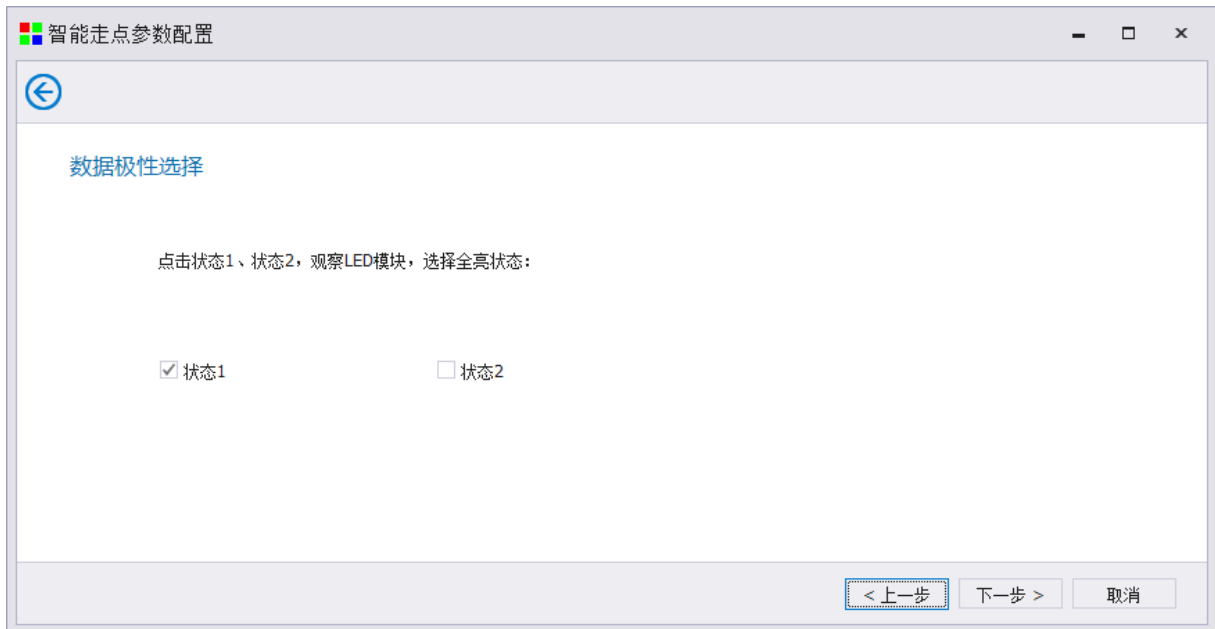 智能走点参数配置
数据极性选择
点击状态1、状态2，观察LED模块，选择全亮状态：
状态1 状态2
< 上一步 下一步 > 取消